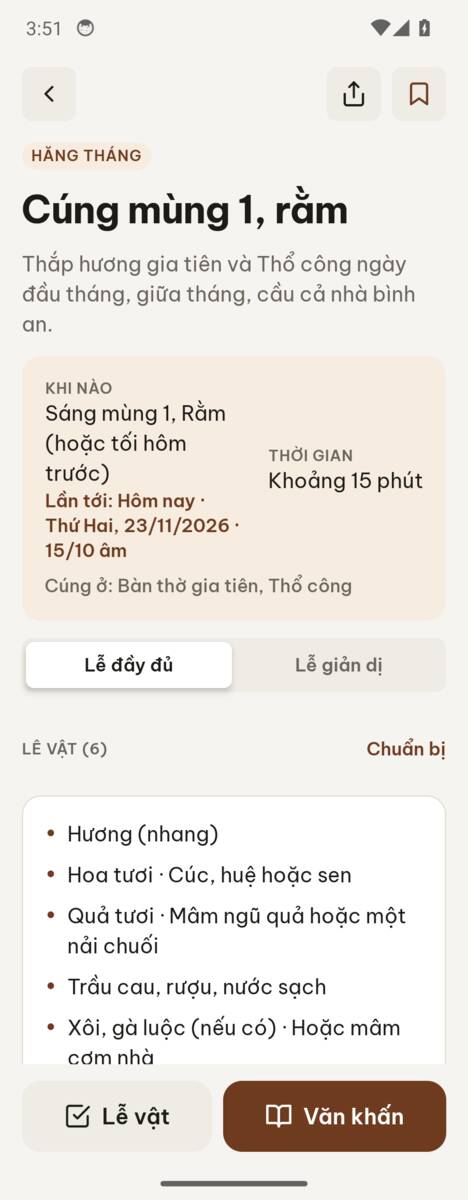 3:51
HẰNG THÁNG
Cúng mùng 1, rằm
Thắp hương gia tiên và Thổ công ngày
đầu tháng, giữa tháng, cầu cả nhà bình
an.
KHI NÀO
Sáng mùng 1, Rằm
(hoặc tối hôm
trước)
Lần tới: Hôm nay ·
Thứ Hai, 23/11/2026 ·
15/10 âm
THỜI GIAN
Khoảng 15 phút
Cúng ở: Bàn thờ gia tiên, Thổ công
Lễ đầy đủ
Lễ giản dị
LỄ VẬT (6)
Chuẩn bị
• Hương (nhang)
• Hoa tươi · Cúc, huệ hoặc sen
• Quả tươi · Mâm ngũ quả hoặc một
nải chuối
• Trầu cau, rượu, nước sạch
• Xôi, gà luộc (nếu có) · Hoặc mâm
cơm nhà
Lễ vật
Văn khấn